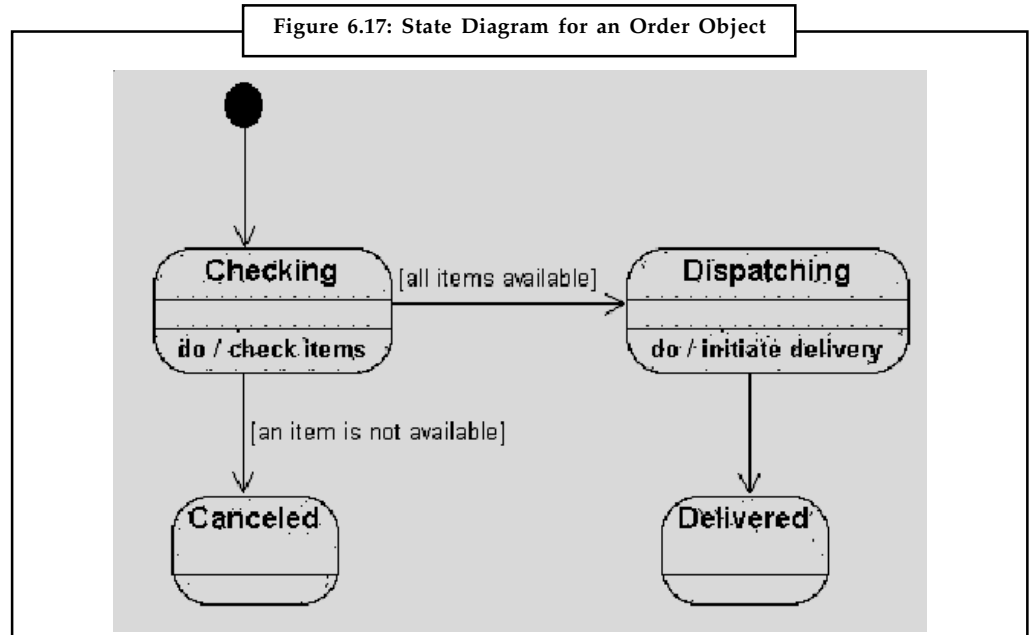 Figure 6.17: State Diagram for an Order Object
Checking
[all items available]
Dispatching
do / check items
do / initiate delivery
[an item is not available]
Canceled
Delivered